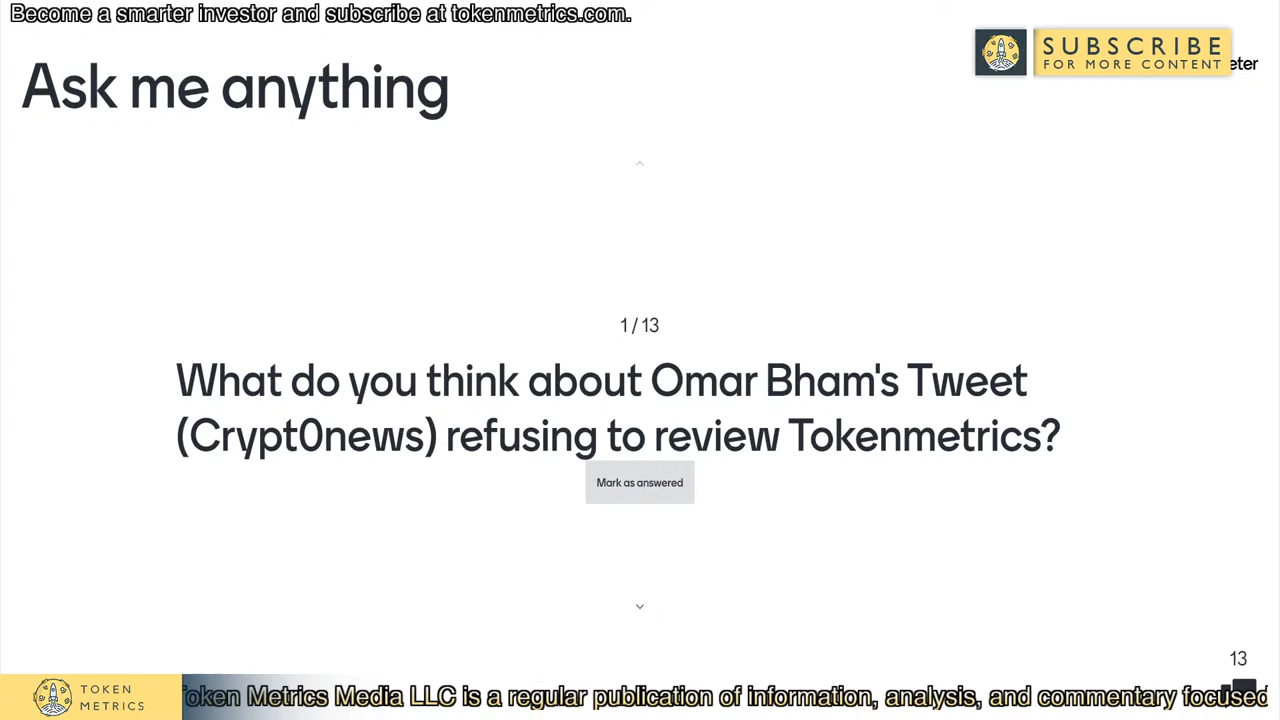 Become a smarter investor and subscribe at tokenmetrics.com.
SUBSCRIBE
FOR MORE CONTENT
eter
Ask me anything
1 / 13
What do you think about Omar Bham's Tweet
(Crypt0news) refusing to review Tokenmetrics?
Mark as answered
13
TOKEN
METRICS
Token Metrics Media LLC is a regular publication of information, analysis, and commentary focused